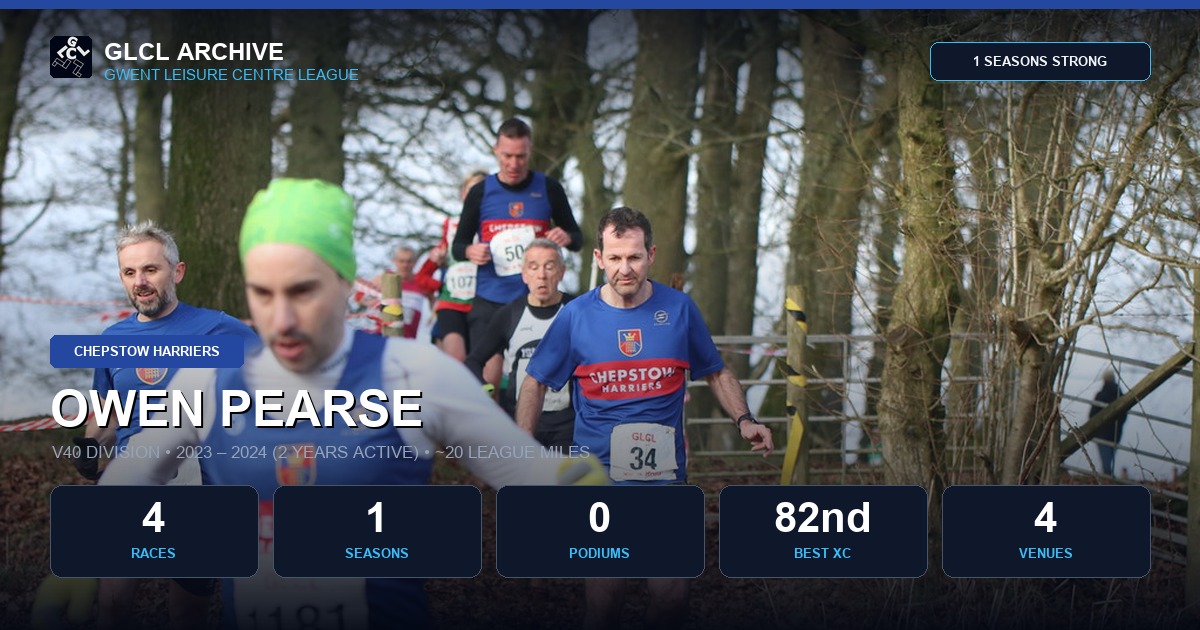 GLCL ARCHIVE
GWENT LEISURE CENTRE LEAGUE
1 SEASONS STRONG
CHEPSTOW
50
107
CHEPSTOW
HARRIERS
GLCL
34
CHEPSTOW HARRIERS
OWEN PEARSE
V40 DIVISION • 2023 – 2024 (2 YEARS ACTIVE) • ~20 LEAGUE MILES
4
RACES
1
SEASONS
0
PODIUMS
82nd
BEST XC
4
VENUES
1181